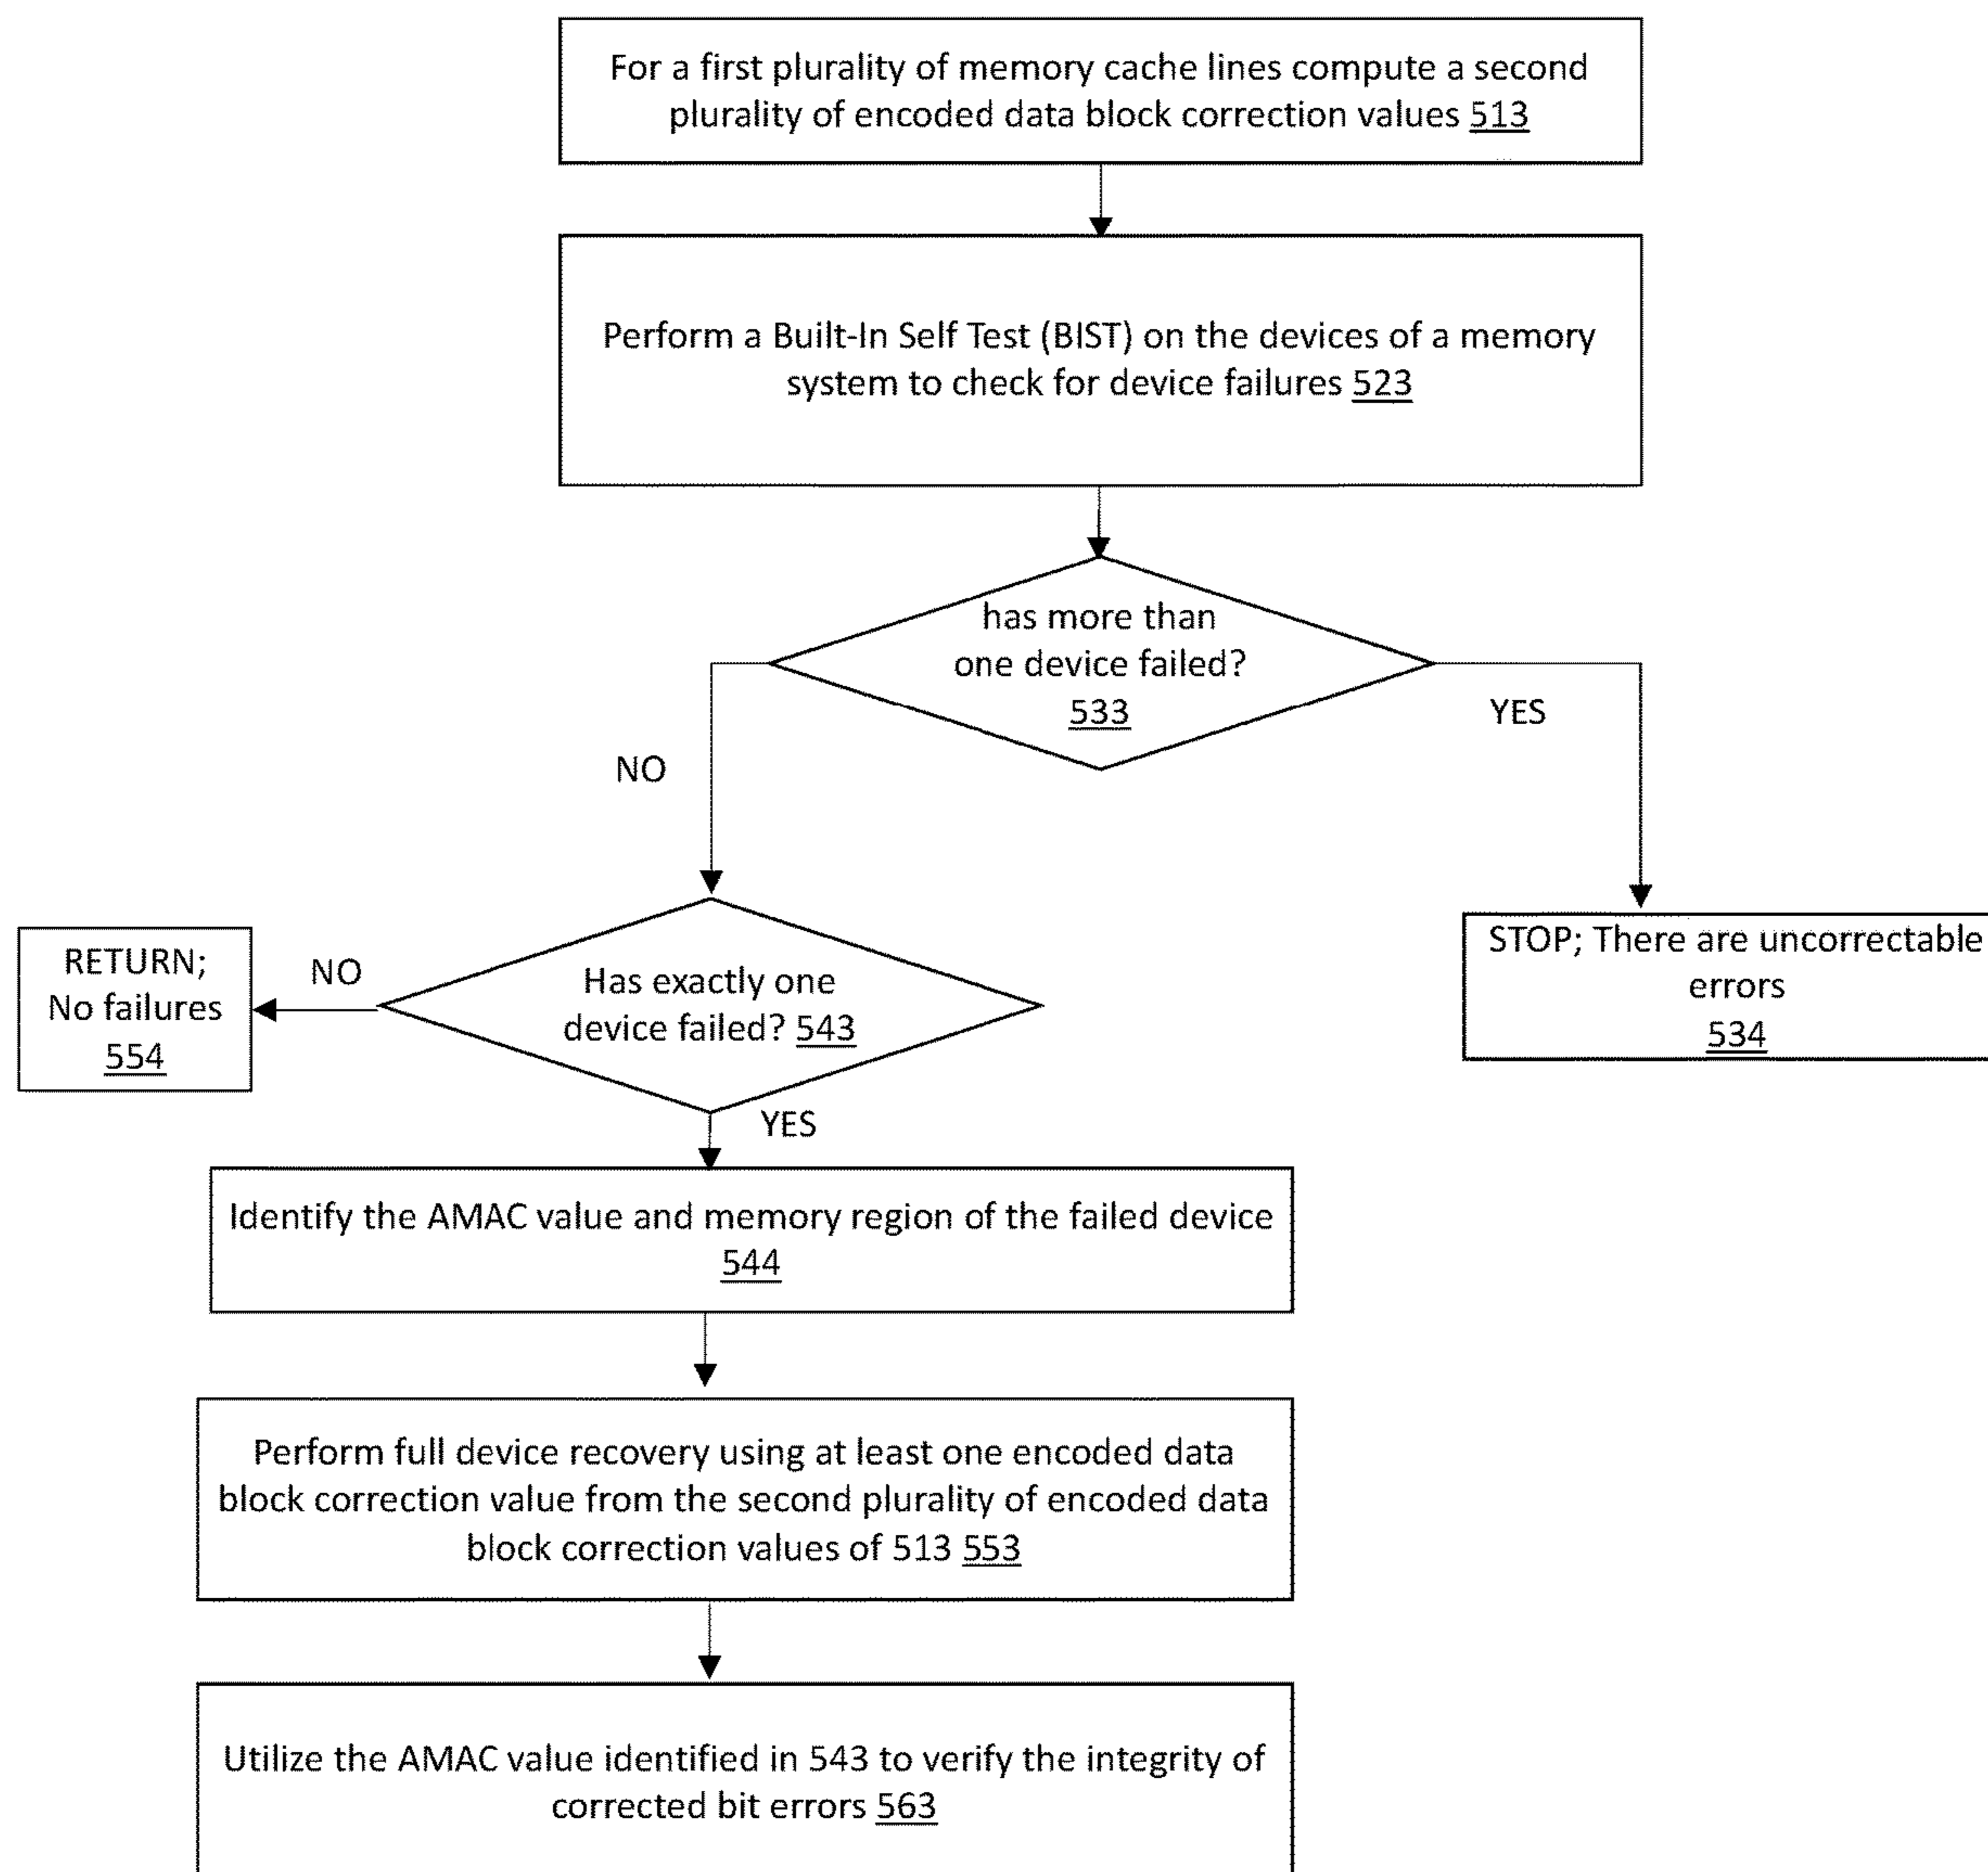 For a first plurality of memory cache lines compute a second
plurality of encoded data block correction values 513
Perform a Built-In Self Test (BIST) on the devices of a memory
system to check for device failures 523
has more than
one device failed?
533
YES
NO
RETURN;
No failures
554
NO
Has exactly one
device failed? 543
STOP; There are uncorrectable
errors
534
YES
Identify the AMAC value and memory region of the failed device
544
Perform full device recovery using at least one encoded data
block correction value from the second plurality of encoded data
block correction values of 513 553
Utilize the AMAC value identified in 543 to verify the integrity of
corrected bit errors 563